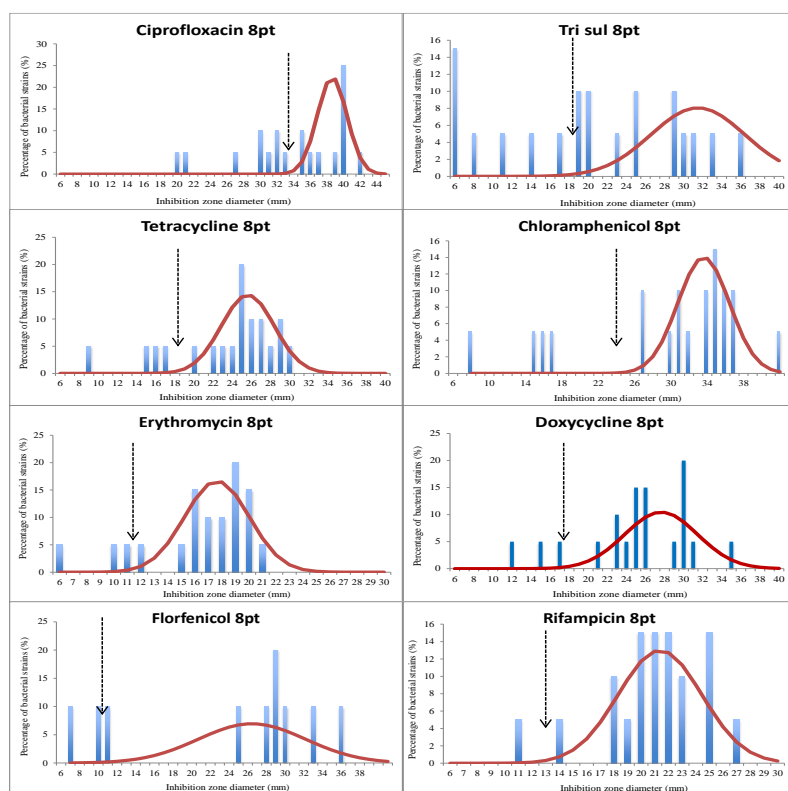 Ciprofloxacin 8pt
Percentage of bacterial strains (%)
30
25
20
15
10
5
0
6 8 10 12 14 16 18 20 22 24 26 28 30 32 34 36 38 40 42 44
Inhibition zone diameter (mm)
Tri sul 8pt
Percentage of bacterial strains (%)
16
14
12
10
8
6
4
2
0
6 8 10 12 14 16 18 20 22 24 26 28 30 32 34 36 38 40
Inhibition zone diameter (mm)
Tetracycline 8pt
Percentage of bacterial strains (%)
25
20
15
10
5
0
6 8 10 12 14 16 18 20 22 24 26 28 30 32 34 36 38 40
Inhibition zone diameter (mm)
Chloramphenicol 8pt
Percentage of bacterial strains (%)
16
14
12
10
8
6
4
2
0
8 10 22 24 30 34 38
Inhibition zone diameter (mm)
Erythromycin 8pt
Percentage of bacterial strains (%)
25
20
15
10
5
0
6 7 8 9 10 11 12 13 14 15 16 17 18 19 20 21 22 23 24 25 26 27 28 29 30
Inhibition zone diameter (mm)
Doxycycline 8pt
Percentage of bacterial strains (%)
25
20
15
10
5
0
6 8 10 12 14 16 18 20 22 24 26 28 30 32 34 36 38 40
Inhibition zone diameter (mm)
Florfenicol 8pt
Percentage of bacterial strains (%)
25
20
15
10
5
0
6 8 10 12 14 16 18 20 22 24 26 28 30 32 34 36 38
Inhibition zone diameter (mm)
Rifampicin 8pt
Percentage of bacterial strains (%)
16
14
12
10
8
6
4
2
0
6 7 8 9 10 11 12 13 14 15 16 17 18 19 20 21 22 23 24 25 26 27 28 29 30
Inhibition zone diameter (mm)